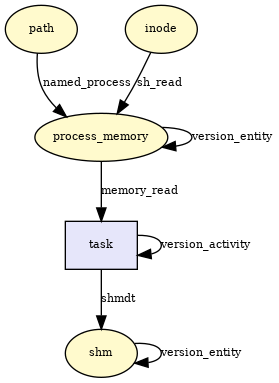 path
inode
named_process
sh_read
process_memory
version_entity
memory_read
task
version_activity
shmdt
shm
version_entity